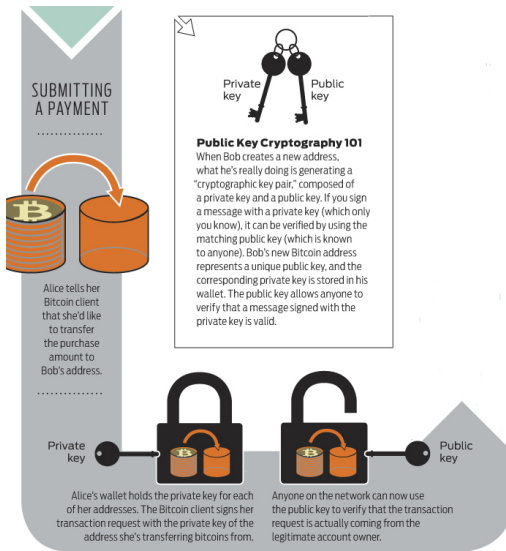 SUBMITTING
A PAYMENT
Alice tells her
Bitcoin client
that she'd like
to transfer
the purchase
amount to
Bob's address.
Private
key
Public
key
Public Key Cryptography 101
When Bob creates a new address,
what he's really doing is generating a
"cryptographic key pair," composed of
a private key and a public key. If you sign
a message with a private key (which only
you know), it can be verified by using the
matching public key (which is known
to anyone). Bob's new Bitcoin address
represents a unique public key, and the
corresponding private key is stored in his
wallet. The public key allows anyone to
verify that a message signed with the
private key is valid.
Private
key
Alice's wallet holds the private key for each
of her addresses. The Bitcoin client signs her
transaction request with the private key of the
address she's transferring bitcoins from.
Public
key
Anyone on the network can now use
the public key to verify that the transaction
request is actually coming from the
legitimate account owner.